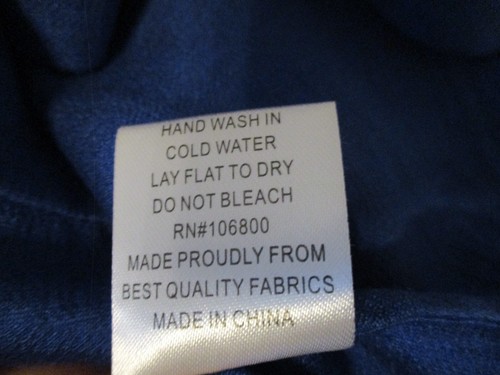 HAND WASH IN
COLD WATER
LAY FLAT TO DRY
DO NOT BLEACH
RN#106800
MADE PROUDLY FROM
BEST QUALITY FABRICS
MADE IN CHINA